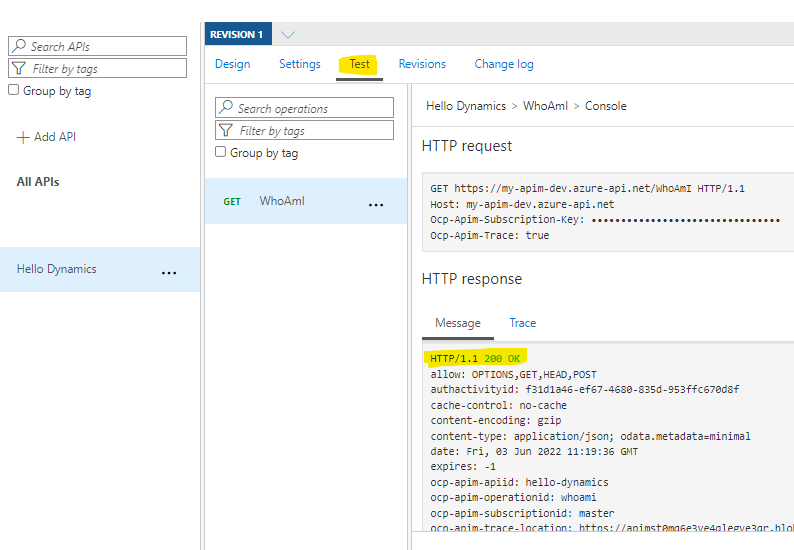 REVISION 1
Search APIs
Filter by tags
Group by tag
Add API
All APIs
Hello Dynamics
...
Design Settings Test Revisions Change log
Search operations
Filter by tags
Group by tag
GET WhoAmI ...
Hello Dynamics > WhoAmI > Console
HTTP request
GET https://my-apim-dev.azure-api.net/WhoAmI HTTP/1.1
Host: my-apim-dev.azure-api.net
Ocp-Apim-Subscription-Key: ••••••••••••••••••••••••••••••••
Ocp-Apim-Trace: true
HTTP response
Message Trace
HTTP/1.1 200 OK
allow: OPTIONS,GET,HEAD,POST
authactivityid: f31d1a46-ef67-4680-835d-953ffc670d8f
cache-control: no-cache
content-encoding: gzip
content-type: application/json; odata.metadata=minimal
date: Fri, 03 Jun 2022 11:19:36 GMT
expires: -1
ocp-apim-apiid: hello-dynamics
ocp-apim-operationid: whoami
ocp-apim-subscriptionid: master
ocp-apim-trace-location: